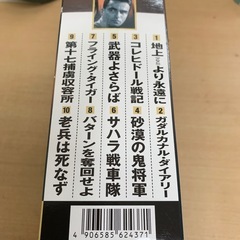 1 地上より永遠に
2 ガダルカナル・ダイアリー
3 コレヒドール戦記
4 砂漠の鬼将軍
5 武器よさらば
6 サハラ戦車隊
7 フライング・タイガー
8 バターンを奪回せよ
9 第十七捕虜収容所
10 老兵は死なず
4906585624371